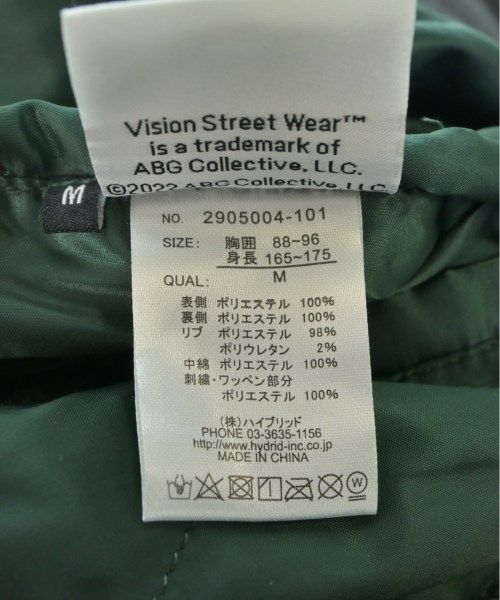 Vision Street Wear™
is a trademark of
ABG Collective, LLC.
©2022 ABG Collective, LLC.
M
NO. 2905004-101
SIZE: 胸囲 88~96
身長 165~175
QUAL: M
表側 ポリエステル 100%
裏側 ポリエステル 100%
リブ ポリエステル 98%
ポリウレタン 2%
中綿 ポリエステル 100%
刺繍・ワッペン部分
ポリエステル 100%
(株)ハイブリッド
PHONE 03-3635-1156
http://www.hydrid-inc.co.jp
MADE IN CHINA
W